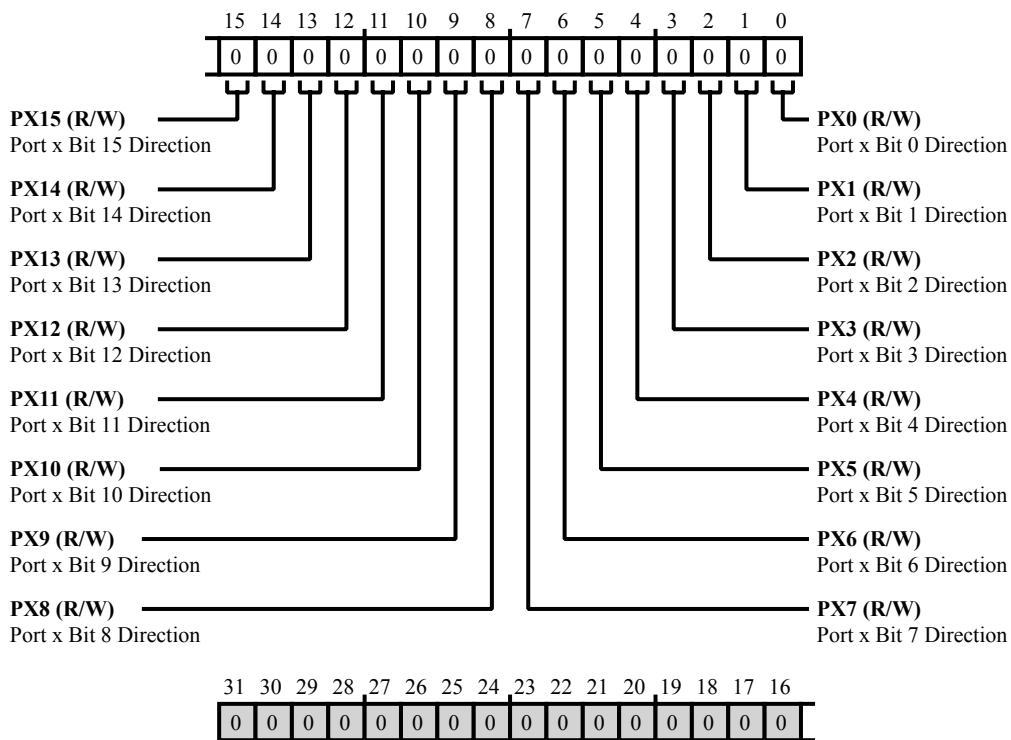 15 14 13 12 11 10 9 8 7 6 5 4 3 2 1 0
0 0 0 0 0 0 0 0 0 0 0 0 0 0 0 0
PX15 (R/W)
Port x Bit 15 Direction
PX14 (R/W)
Port x Bit 14 Direction
PX13 (R/W)
Port x Bit 13 Direction
PX12 (R/W)
Port x Bit 12 Direction
PX11 (R/W)
Port x Bit 11 Direction
PX10 (R/W)
Port x Bit 10 Direction
PX9 (R/W)
Port x Bit 9 Direction
PX8 (R/W)
Port x Bit 8 Direction
PX0 (R/W)
Port x Bit 0 Direction
PX1 (R/W)
Port x Bit 1 Direction
PX2 (R/W)
Port x Bit 2 Direction
PX3 (R/W)
Port x Bit 3 Direction
PX4 (R/W)
Port x Bit 4 Direction
PX5 (R/W)
Port x Bit 5 Direction
PX6 (R/W)
Port x Bit 6 Direction
PX7 (R/W)
Port x Bit 7 Direction
31 30 29 28 27 26 25 24 23 22 21 20 19 18 17 16
0 0 0 0 0 0 0 0 0 0 0 0 0 0 0 0